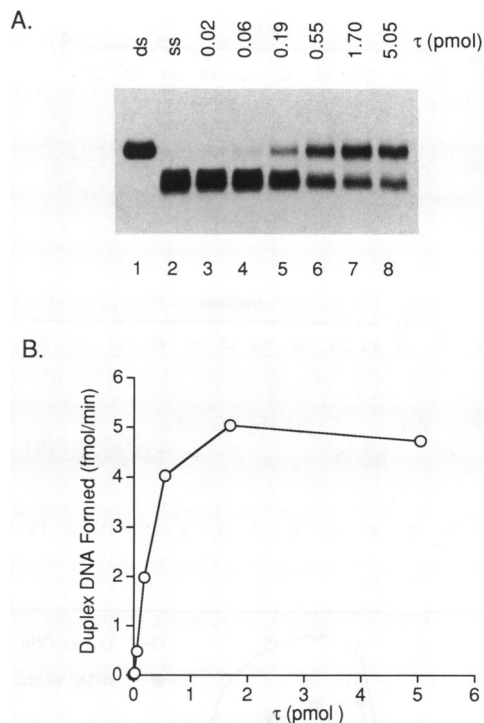 A.
ds ss 0.02 0.06 0.19 0.55 1.70 5.05 τ (pmol)
1 2 3 4 5 6 7 8
B.
Duplex DNA Formed (fmol/min)
6
5
4
3
2
1
0
0 1 2 3 4 5 6
τ (pmol )